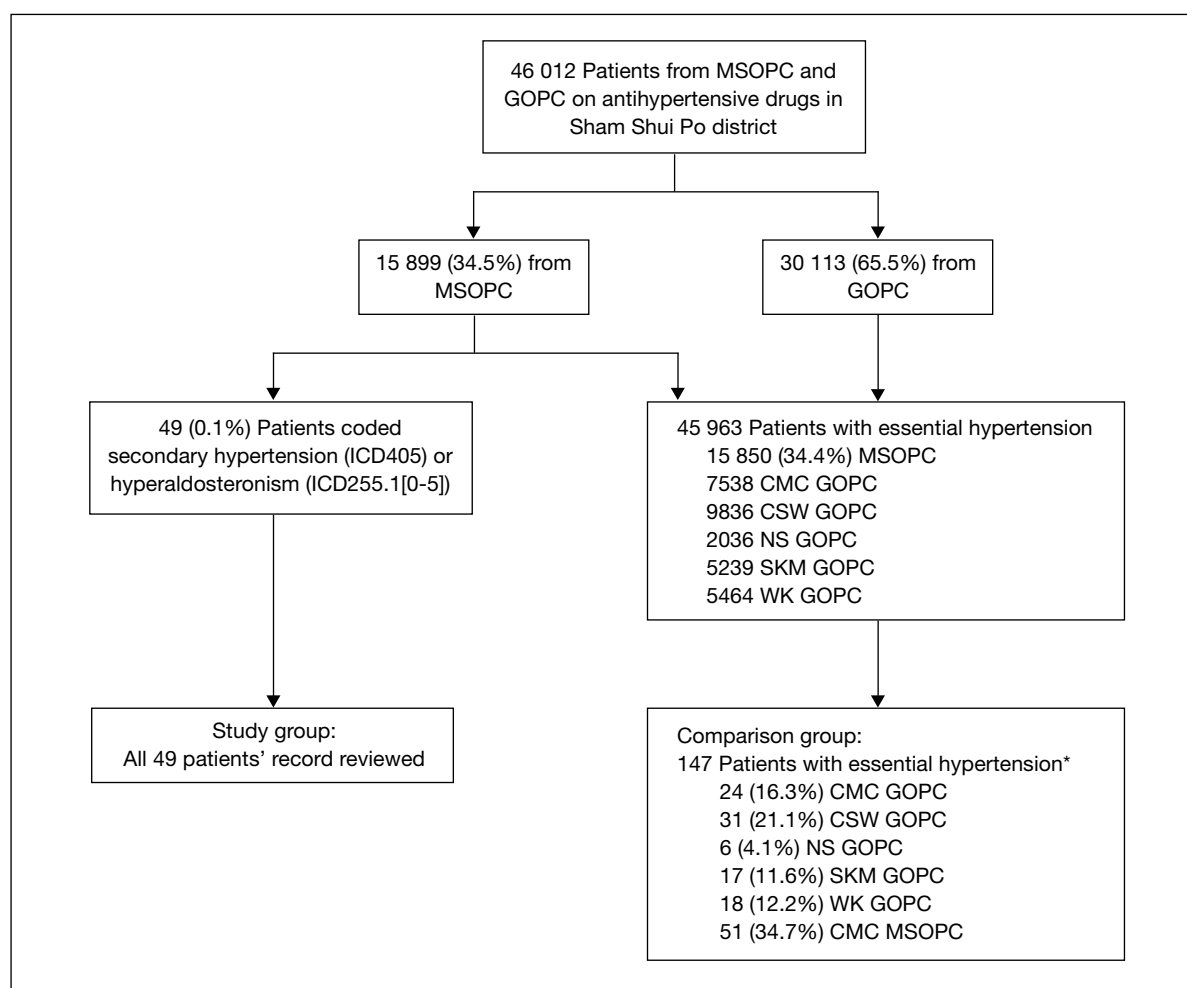 46 012 Patients from MSOPC and
GOPC on antihypertensive drugs in
Sham Shui Po district
15 899 (34.5%) from
MSOPC
30 113 (65.5%) from
GOPC
49 (0.1%) Patients coded
secondary hypertension (ICD405) or
hyperaldosteronism (ICD255.1[0-5])
45 963 Patients with essential hypertension
15 850 (34.4%) MSOPC
7538 CMC GOPC
9836 CSW GOPC
2036 NS GOPC
5239 SKM GOPC
5464 WK GOPC
Study group:
All 49 patients’ record reviewed
Comparison group:
147 Patients with essential hypertension*
24 (16.3%) CMC GOPC
31 (21.1%) CSW GOPC
6 (4.1%) NS GOPC
17 (11.6%) SKM GOPC
18 (12.2%) WK GOPC
51 (34.7%) CMC MSOPC